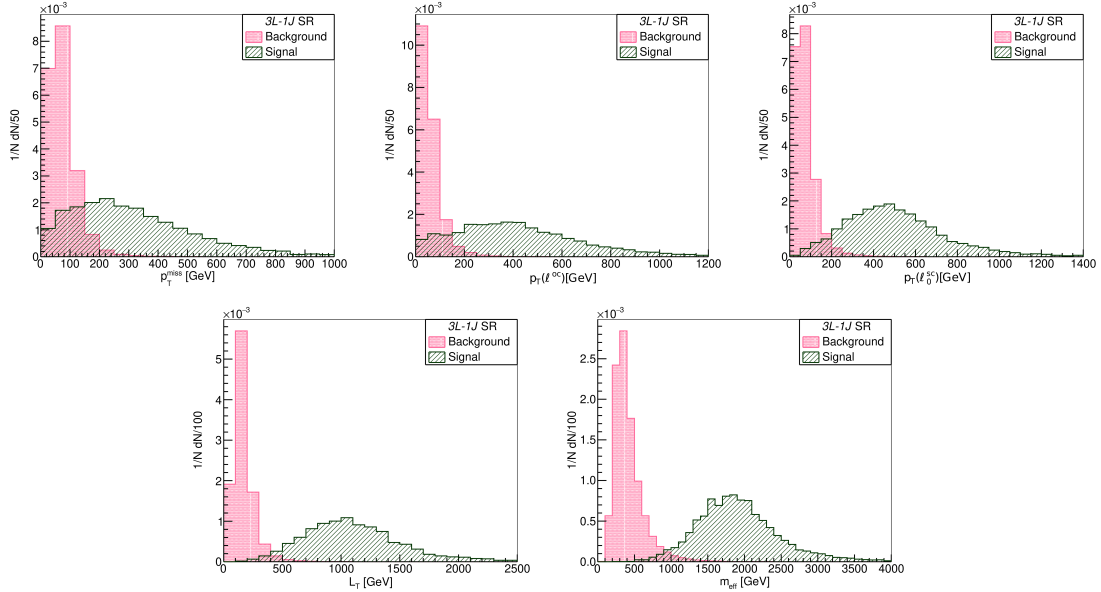 ×10⁻³
3L-1J SR
Background
Signal
1/N dN/50
8
7
6
5
4
3
2
1
0
0 100 200 300 400 500 600 700 800 900 1000
p_T^miss [GeV]
×10⁻³
3L-1J SR
Background
Signal
1/N dN/50
10
8
6
4
2
0
0 200 400 600 800 1000 1200
p_T(ℓ^oc)[GeV]
×10⁻³
3L-1J SR
Background
Signal
1/N dN/50
8
7
6
5
4
3
2
1
0
0 200 400 600 800 1000 1200 1400
p_T(ℓ_0^sc)[GeV]
×10⁻³
3L-1J SR
Background
Signal
1/N dN/100
5
4
3
2
1
0
0 500 1000 1500 2000 2500
L_T [GeV]
×10⁻³
3L-1J SR
Background
Signal
1/N dN/100
2.5
2.0
1.5
1.0
0.5
0.0
0 500 1000 1500 2000 2500 3000 3500 4000
m_eff [GeV]